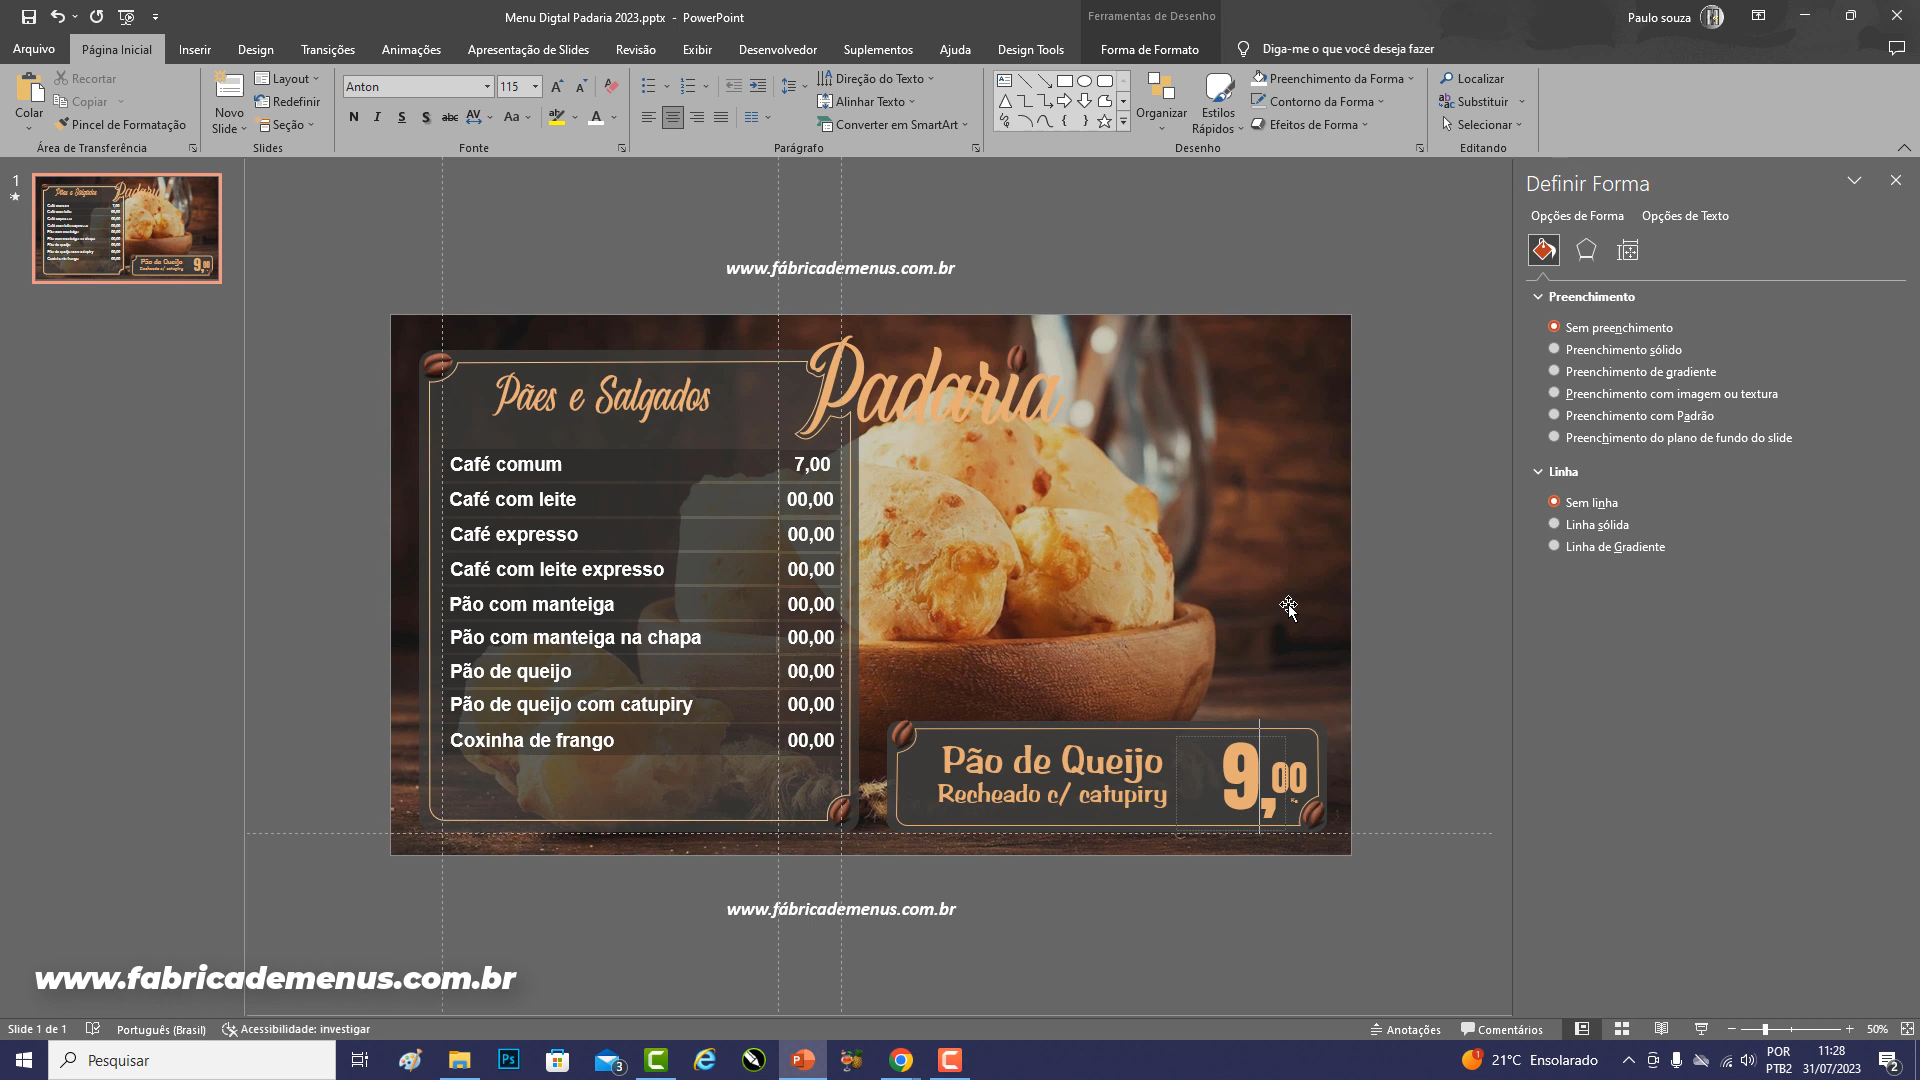 Menu Digtal Padaria 2023.pptx - PowerPoint
Ferramentas de Desenho
Paulo souza
Arquivo
Página Inicial
Inserir
Design
Transições
Animações
Apresentação de Slides
Revisão
Exibir
Desenvolvedor
Suplementos
Ajuda
Design Tools
Forma de Formato
Diga-me o que você deseja fazer
Colar
Recortar
Copiar
Pincel de Formatação
Área de Transferência
Novo
Slide
Layout
Redefinir
Seção
Slides
Anton
115
N
I
S
S
abc
AV
Aa
A
Fonte
Direção do Texto
Alinhar Texto
Converter em SmartArt
Parágrafo
Organizar
Estilos
Rápidos
Preenchimento da Forma
Contorno da Forma
Efeitos de Forma
Desenho
Localizar
Substituir
Selecionar
Editando
1
www.fábricademenus.com.br
Pães e Salgados
Padaria
Café comum 7,00
Café com leite 00,00
Café expresso 00,00
Café com leite expresso 00,00
Pão com manteiga 00,00
Pão com manteiga na chapa 00,00
Pão de queijo 00,00
Pão de queijo com catupiry 00,00
Coxinha de frango 00,00
Pão de Queijo
Recheado c/ catupiry
9,00
www.fábricademenus.com.br
www.fabricademenus.com.br
Definir Forma
Opções de Forma
Opções de Texto
Preenchimento
Sem preenchimento
Preenchimento sólido
Preenchimento de gradiente
Preenchimento com imagem ou textura
Preenchimento com Padrão
Preenchimento do plano de fundo do slide
Linha
Sem linha
Linha sólida
Linha de Gradiente
Slide 1 de 1
Português (Brasil)
Acessibilidade: investigar
Anotações
Comentários
50%
Pesquisar
Ps
3
1
21°C Ensolarado
POR
PTB2
11:28
31/07/2023
2